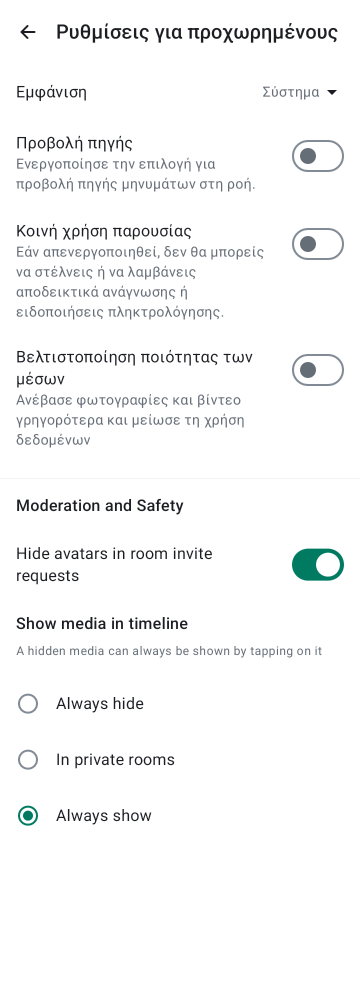 Ρυθμίσεις για προχωρημένους
Εμφάνιση
Σύστημα
Προβολή πηγής
Ενεργοποίησε την επιλογή για
προβολή πηγής μηνυμάτων στη ροή.
Κοινή χρήση παρουσίας
Εάν απενεργοποιηθεί, δεν θα μπορείς
να στέλνεις ή να λαμβάνεις
αποδεικτικά ανάγνωσης ή
ειδοποιήσεις πληκτρολόγησης.
Βελτιστοποίηση ποιότητας των
μέσων
Ανέβασε φωτογραφίες και βίντεο
γρηγορότερα και μείωσε τη χρήση
δεδομένων
Moderation and Safety
Hide avatars in room invite
requests
Show media in timeline
A hidden media can always be shown by tapping on it
Always hide
In private rooms
Always show